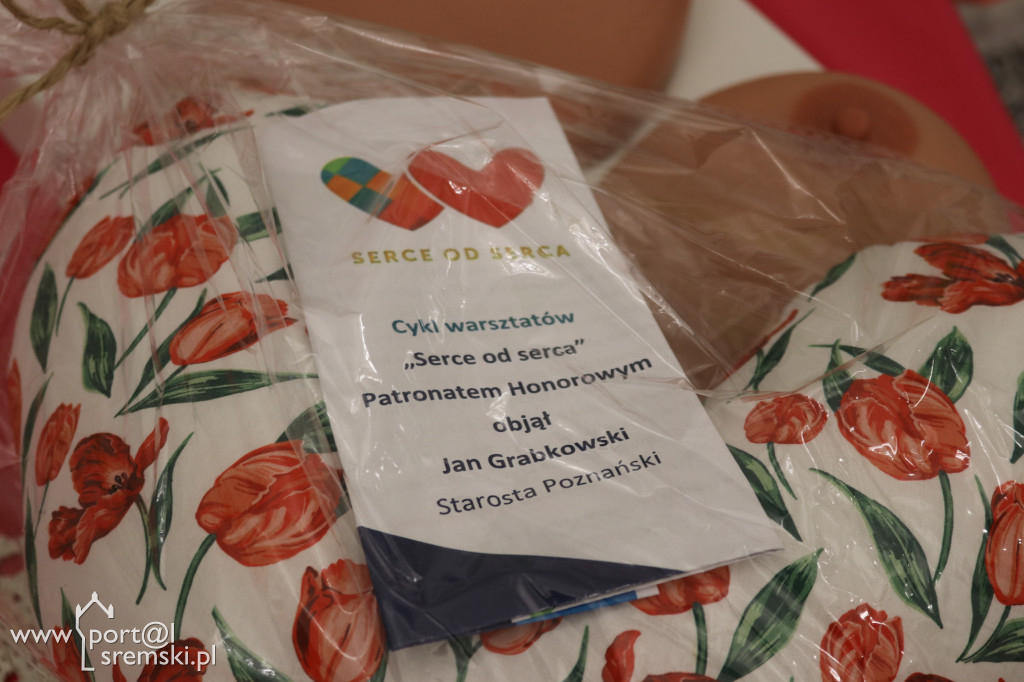 SERCE OD SERCA
Cykl warsztatów
„Serce od serca”
Patronatem Honorowym
objął
Jan Grabkowski
Starosta Poznański
www.port@l
sremski.pl